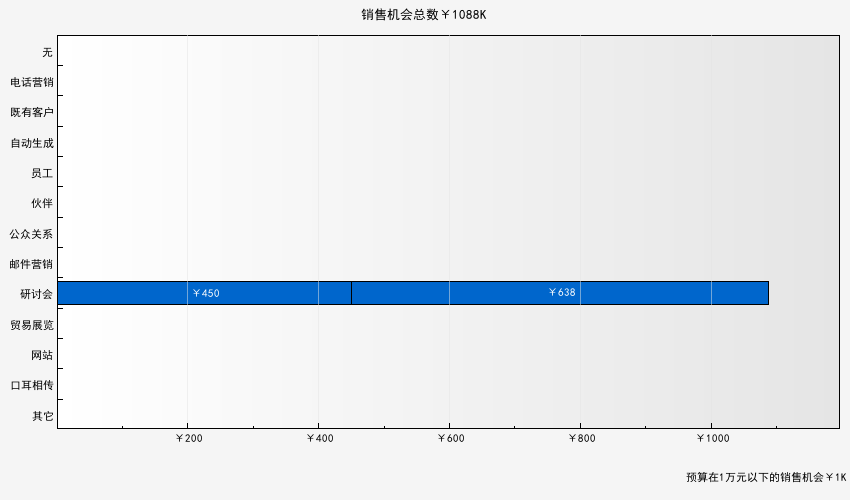 销售机会总数￥1088K
无
电话营销
既有客户
自动生成
员工
伙伴
公众关系
邮件营销
研讨会
￥450
￥638
贸易展览
网站
口耳相传
其它
￥200
￥400
￥600
￥800
￥1000
预算在1万元以下的销售机会￥1K